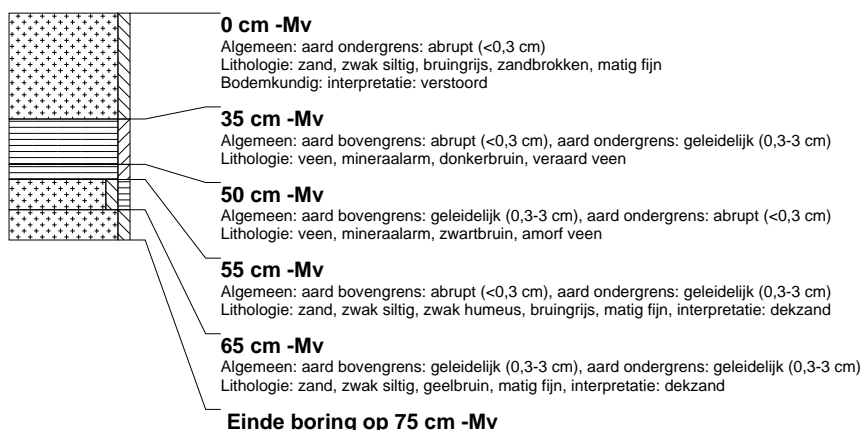 0 cm -Mv
Algemeen: aard ondergrens: abrupt (<0,3 cm)
Lithologie: zand, zwak siltig, bruingrijs, zandbrokken, matig fijn
Bodemkundig: interpretatie: verstoord
35 cm -Mv
Algemeen: aard bovengrens: abrupt (<0,3 cm), aard ondergrens: geleidelijk (0,3-3 cm)
Lithologie: veen, mineraalarm, donkerbruin, veraard veen
50 cm -Mv
Algemeen: aard bovengrens: geleidelijk (0,3-3 cm), aard ondergrens: abrupt (<0,3 cm)
Lithologie: veen, mineraalarm, zwartbruin, amorf veen
55 cm -Mv
Algemeen: aard bovengrens: abrupt (<0,3 cm), aard ondergrens: geleidelijk (0,3-3 cm)
Lithologie: zand, zwak siltig, zwak humeus, bruingrijs, matig fijn, interpretatie: dekzand
65 cm -Mv
Algemeen: aard bovengrens: geleidelijk (0,3-3 cm), aard ondergrens: geleidelijk (0,3-3 cm)
Lithologie: zand, zwak siltig, geelbruin, matig fijn, interpretatie: dekzand
Einde boring op 75 cm -Mv